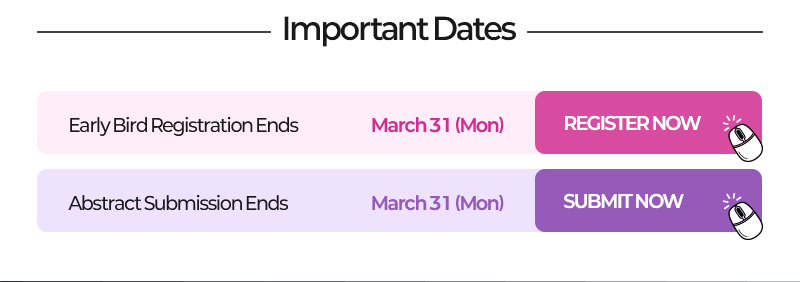 Important Dates
Early Bird Registration Ends March 31 (Mon) REGISTER NOW
Abstract Submission Ends March 31 (Mon) SUBMIT NOW